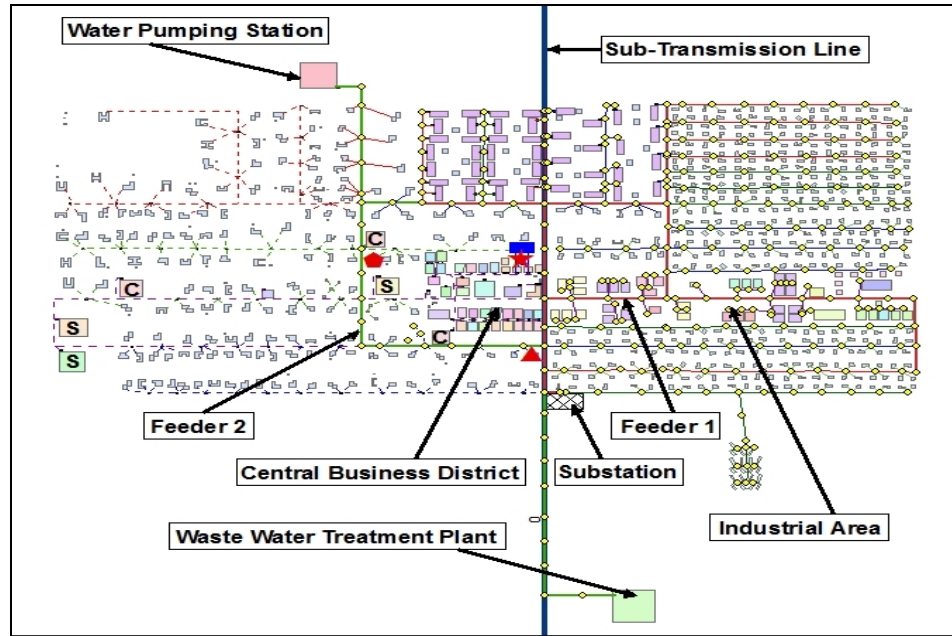 Water Pumping Station
Sub-Transmission Line
C
C
S
S
C
S
Feeder 2
Feeder 1
Central Business District
Substation
Industrial Area
Waste Water Treatment Plant